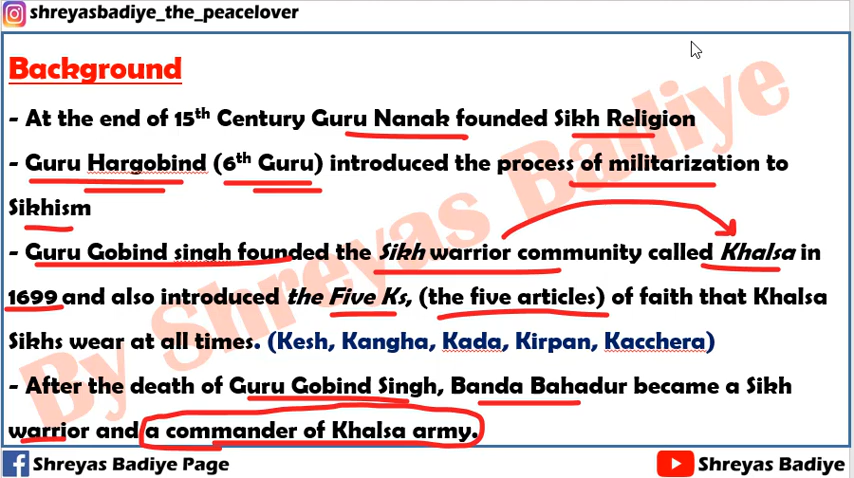 shreyasbadiye_the_peacelover
Background
- At the end of 15th Century Guru Nanak founded Sikh Religion
- Guru Hargobind (6th Guru) introduced the process of militarization to
Sikhism
- Guru Gobind singh founded the Sikh warrior community called Khalsa in
1699 and also introduced the Five Ks, (the five articles) of faith that Khalsa
Sikhs wear at all times. (Kesh, Kangha, Kada, Kirpan, Kacchera)
- After the death of Guru Gobind Singh, Banda Bahadur became a Sikh
warrior and a commander of Khalsa army.
By Shreyas Badiye
Shreyas Badiye Page
Shreyas Badiye